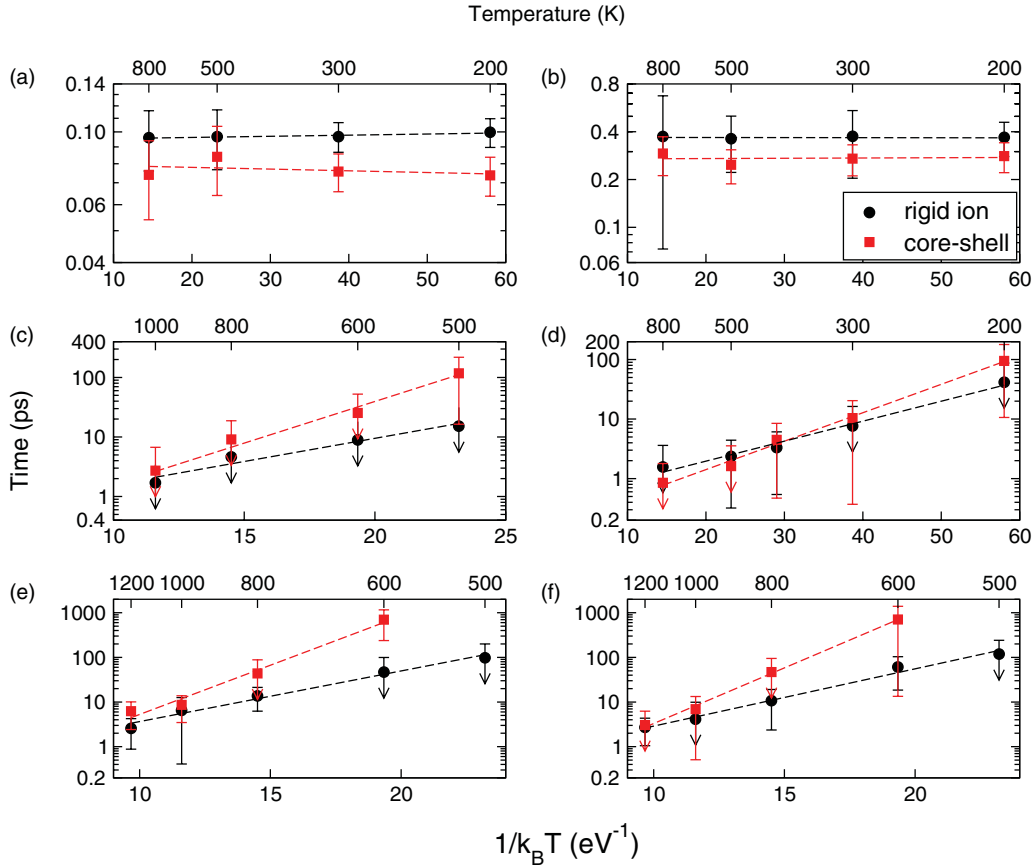 Temperature (K)
(a) 800 500 300 200
0.14
0.10
0.06
0.04
10 20 30 40 50 60
(b) 800 500 300 200
0.8
0.4
0.2
0.1
0.06
10 20 30 40 50 60
rigid ion
core-shell
Time (ps)
(c) 1000 800 600 500
400
100
10
1
0.4
10 15 20 25
(d) 800 500 300 200
200
100
10
1
0.2
10 20 30 40 50 60
(e) 1200 1000 800 600 500
1000
100
10
1
0.2
10 15 20
(f) 1200 1000 800 600 500
1000
100
10
1
0.2
10 15 20
1/k_BT (eV⁻¹)